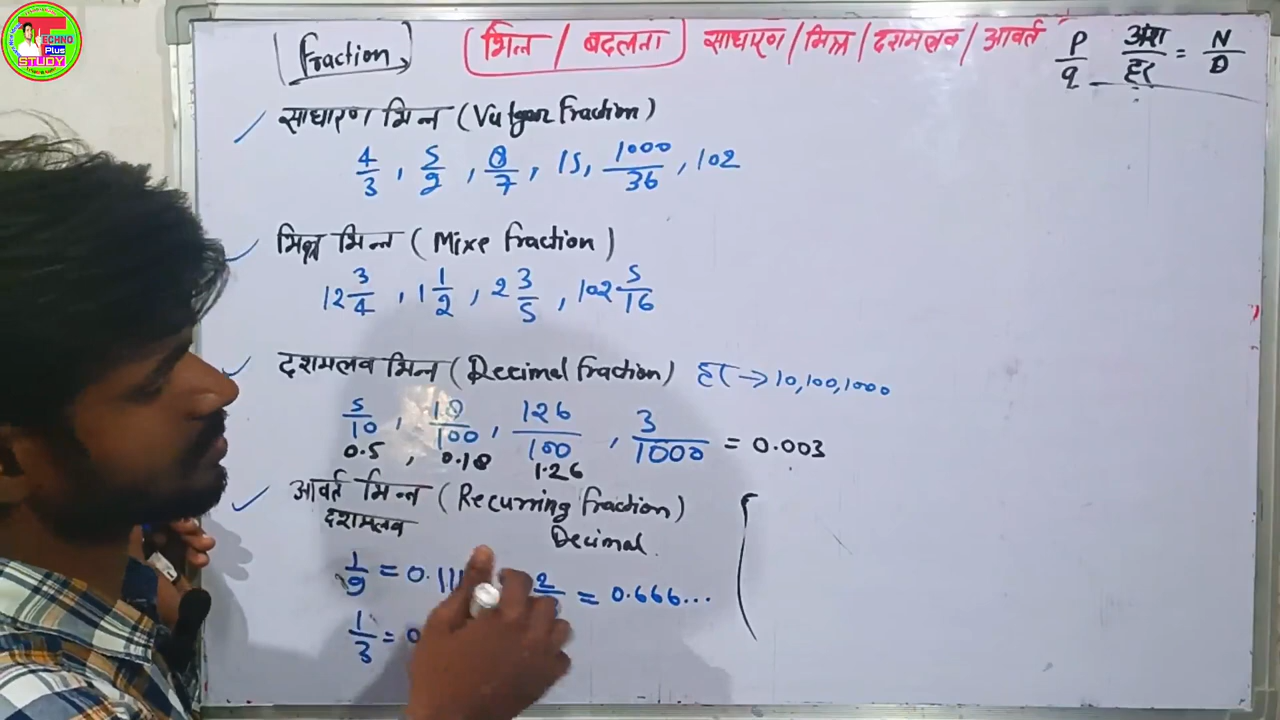 TECHNO
Plus
STUDY
Fraction भिन्न / बदलना साधारण / मिश्र / दशमलव / आवर्त P/q अंश/हर = N/D
साधारण भिन्न (Vulgar Fraction)
4/3, 5/2, 8/7, 15, 1000/36, 102
मिश्र भिन्न (Mixe Fraction)
12 3/4, 1 1/2, 2 3/5, 102 5/16
दशमलव भिन्न (Decimal Fraction) हर → 10,100,1000
5/10, 18/100, 126/100, 3/1000 = 0.003
0.5, 0.18 1.26
आवर्त भिन्न (Recurring Fraction)
दशमलव Decimal.
1/9 = 0.111 2 = 0.666...
1/3 = 0